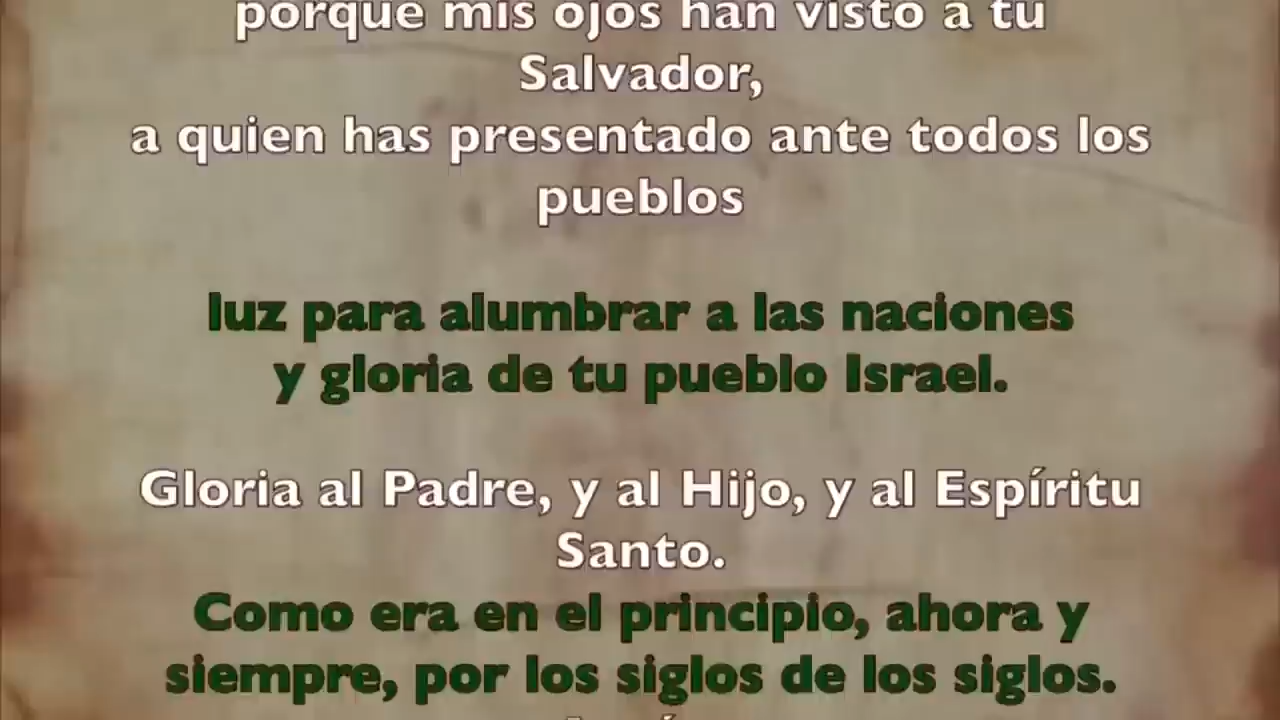 porque mis ojos han visto a tu
Salvador,
a quien has presentado ante todos los
pueblos
luz para alumbrar a las naciones
y gloria de tu pueblo Israel.
Gloria al Padre, y al Hijo, y al Espíritu
Santo.
Como era en el principio, ahora y
siempre, por los siglos de los siglos.